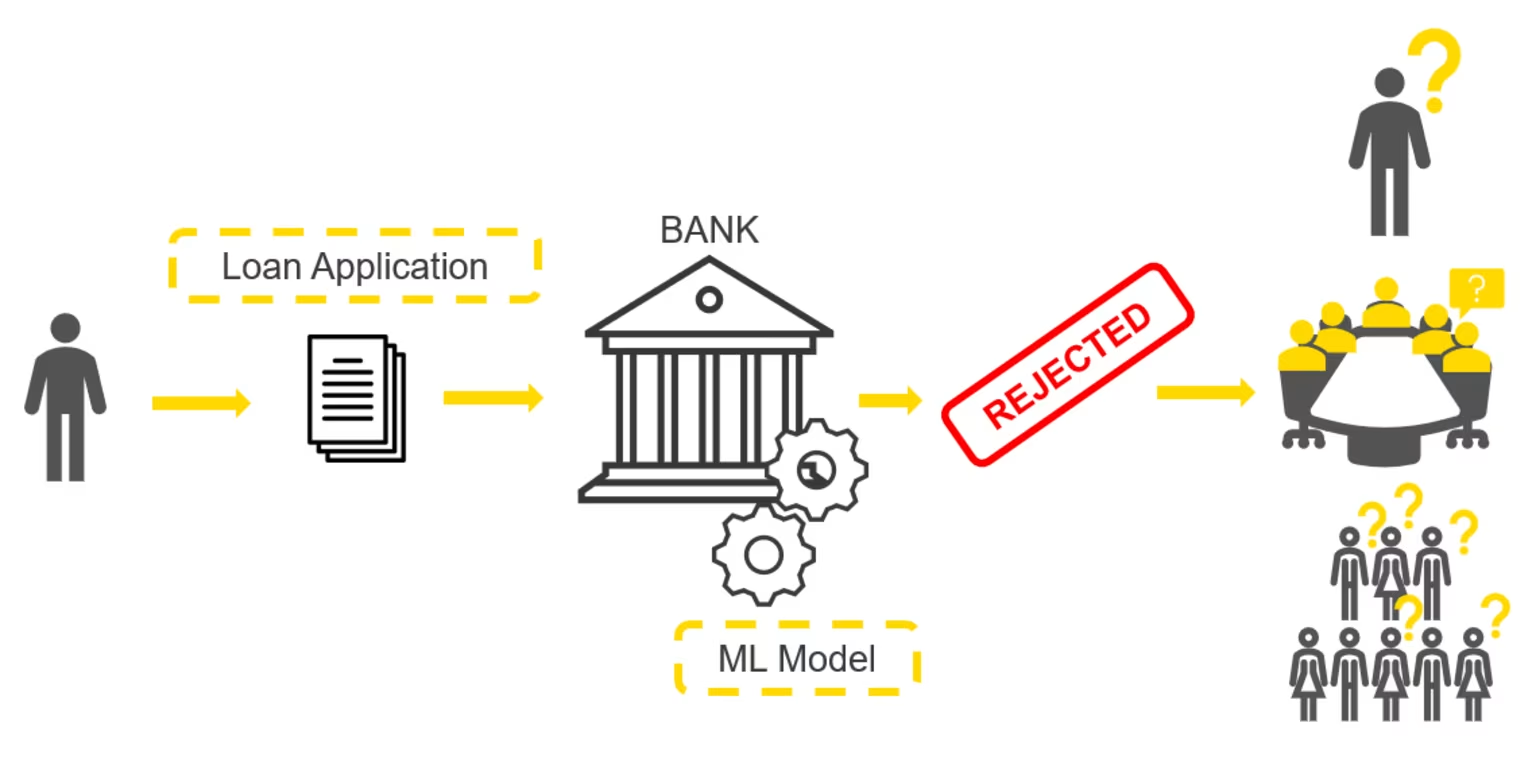 Loan Application
BANK
REJECTED
ML Model
?
?
?
?
?
?
?